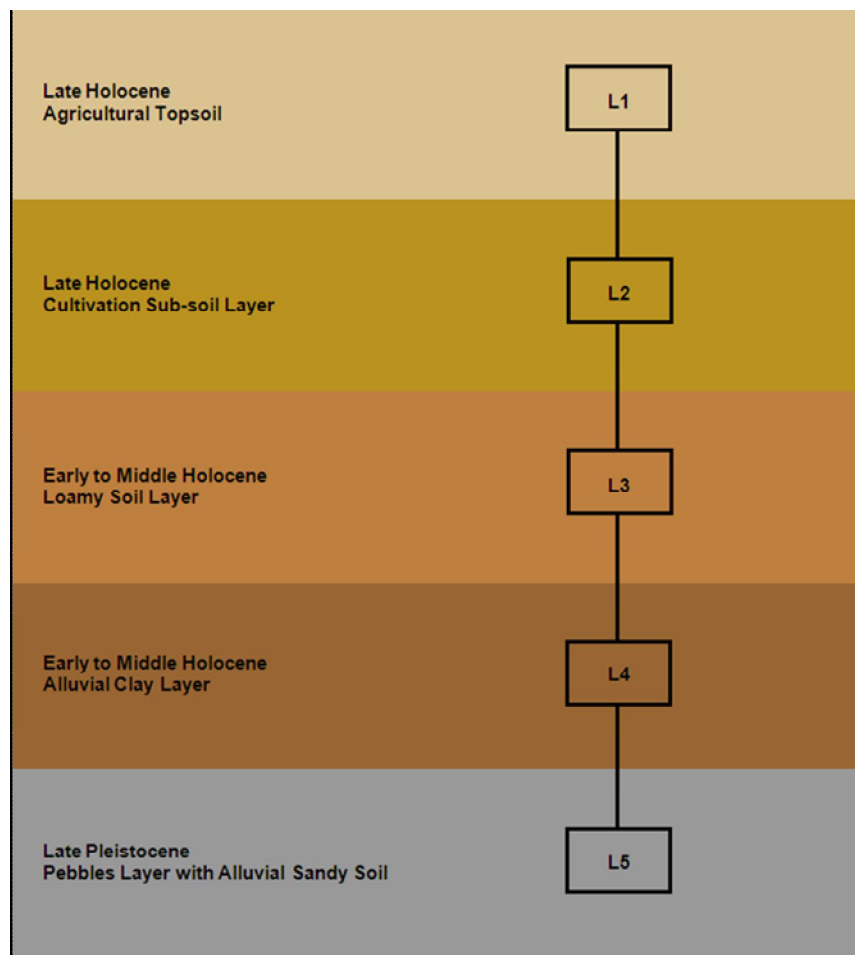 Late Holocene
Agricultural Topsoil
L1
Late Holocene
Cultivation Sub-soil Layer
L2
Early to Middle Holocene
Loamy Soil Layer
L3
Early to Middle Holocene
Alluvial Clay Layer
L4
Late Pleistocene
Pebbles Layer with Alluvial Sandy Soil
L5